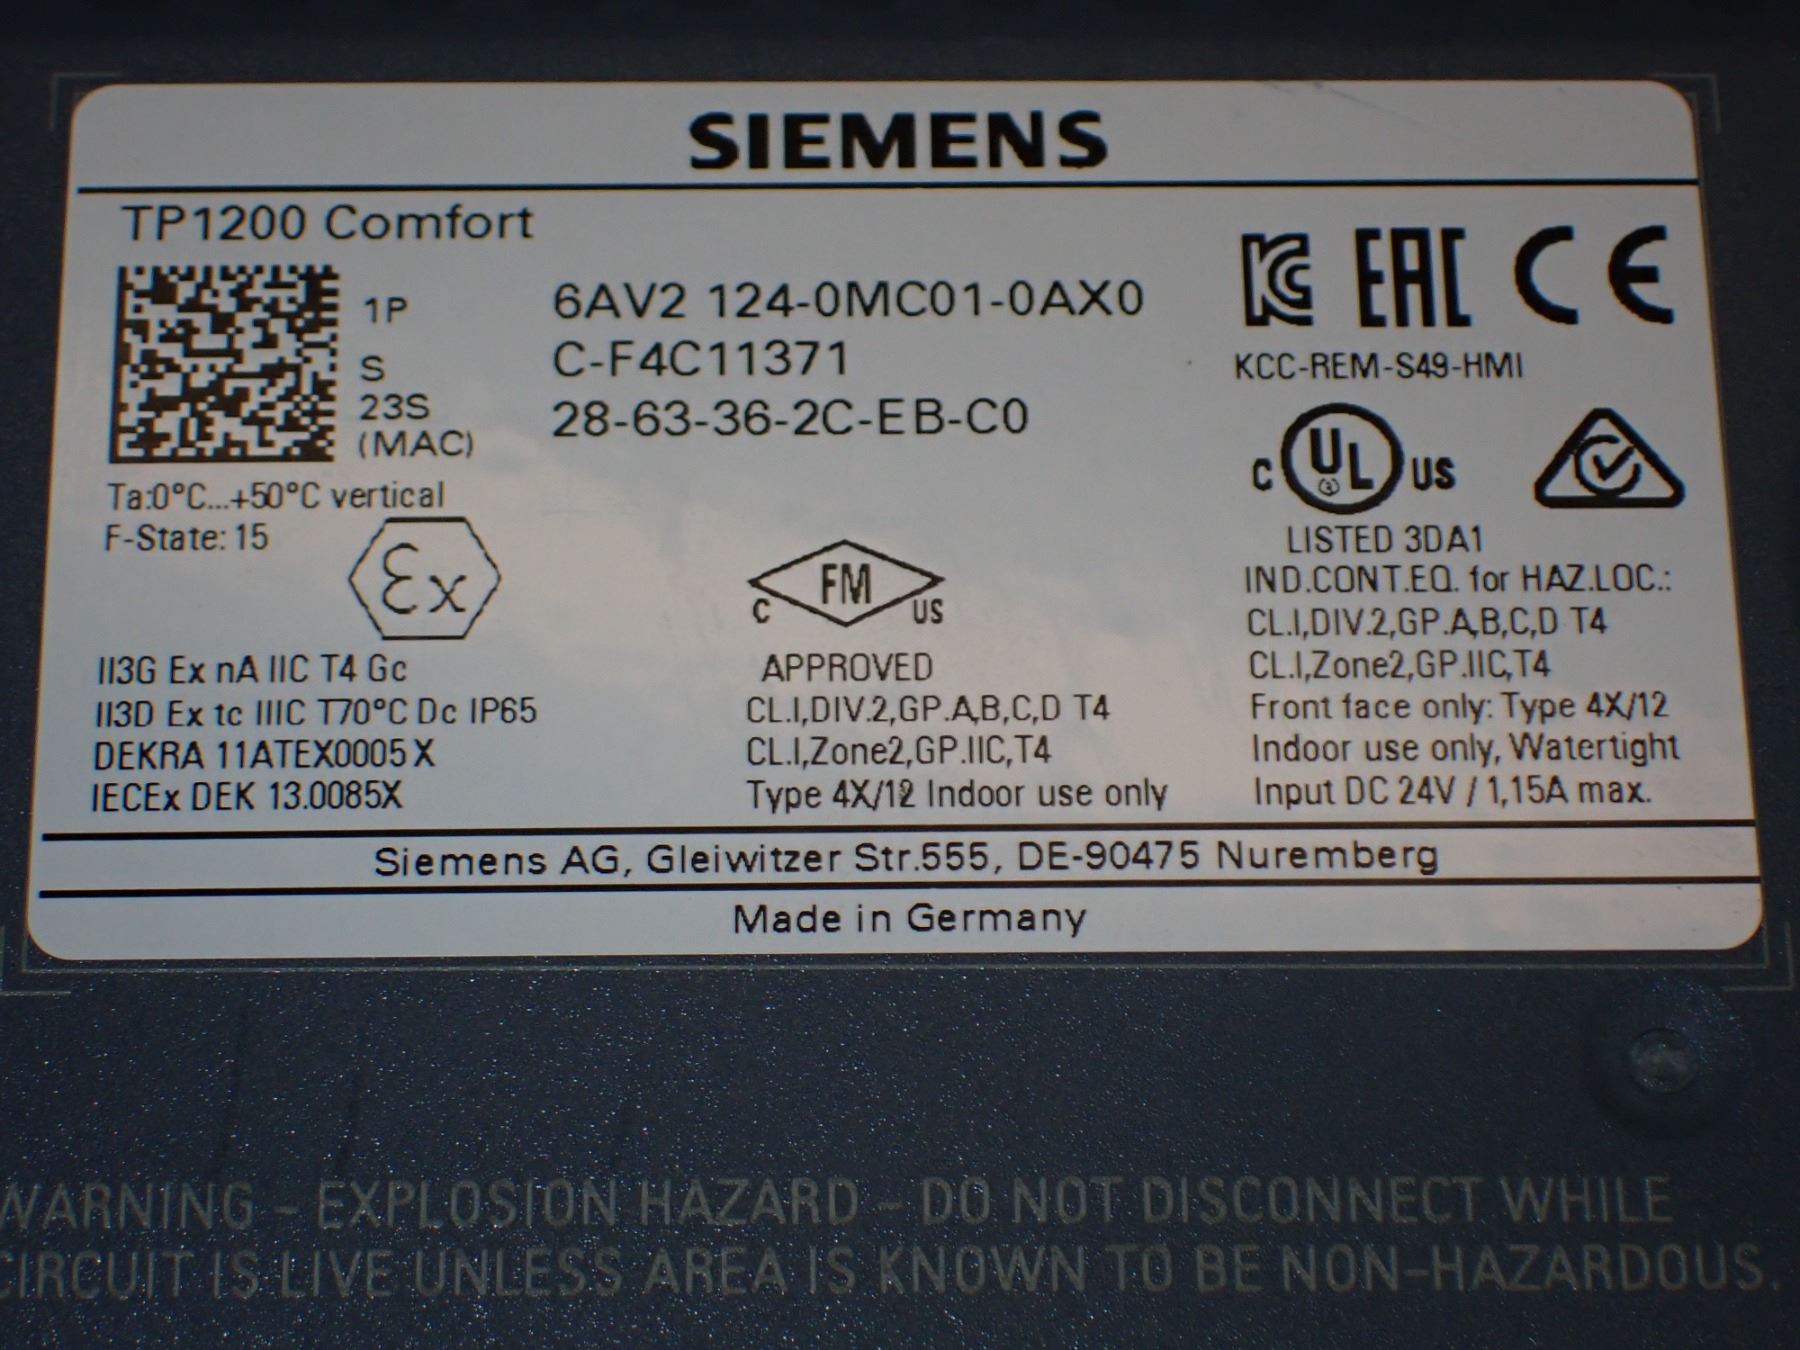 SIEMENS
TP1200 Comfort
1P 6AV2 124-0MC01-0AX0
S C-F4C11371
23S 28-63-36-2C-EB-C0
(MAC)
KC EAC CE
KCC-REM-S49-HMI
Ta:0°C...+50°C vertical
F-State: 15
Ex
II3G Ex nA IIC T4 Gc
II3D Ex tc IIIC T70°C Dc IP65
DEKRA 11ATEX0005 X
IECEx DEK 13.0085X
C FM US
APPROVED
CL.I,DIV.2,GP.A,B,C,D T4
CL.I,Zone2,GP.IIC,T4
Type 4X/12 Indoor use only
C UL US
LISTED 3DA1
IND.CONT.EQ. for HAZ.LOC.:
CL.I,DIV.2,GP.A,B,C,D T4
CL.I,Zone2,GP.IIC,T4
Front face only: Type 4X/12
Indoor use only, Watertight
Input DC 24V / 1,15A max.
Siemens AG, Gleiwitzer Str.555, DE-90475 Nuremberg
Made in Germany
WARNING - EXPLOSION HAZARD - DO NOT DISCONNECT WHILE
CIRCUIT IS LIVE UNLESS AREA IS KNOWN TO BE NON-HAZARDOUS.